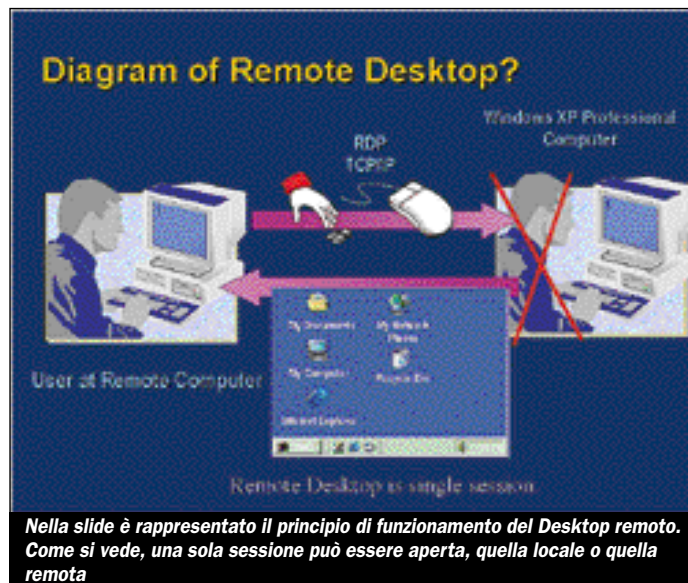 Diagram of Remote Desktop?
Windows XP Professional
Computer
RDP
TCP/IP
My Documents
My Network
Places
My Computer
Recycle Bin
Internet Explorer
User at Remote Computer
Remote Desktop is single session
Nella slide è rappresentato il principio di funzionamento del Desktop remoto.
Come si vede, una sola sessione può essere aperta, quella locale o quella
remota